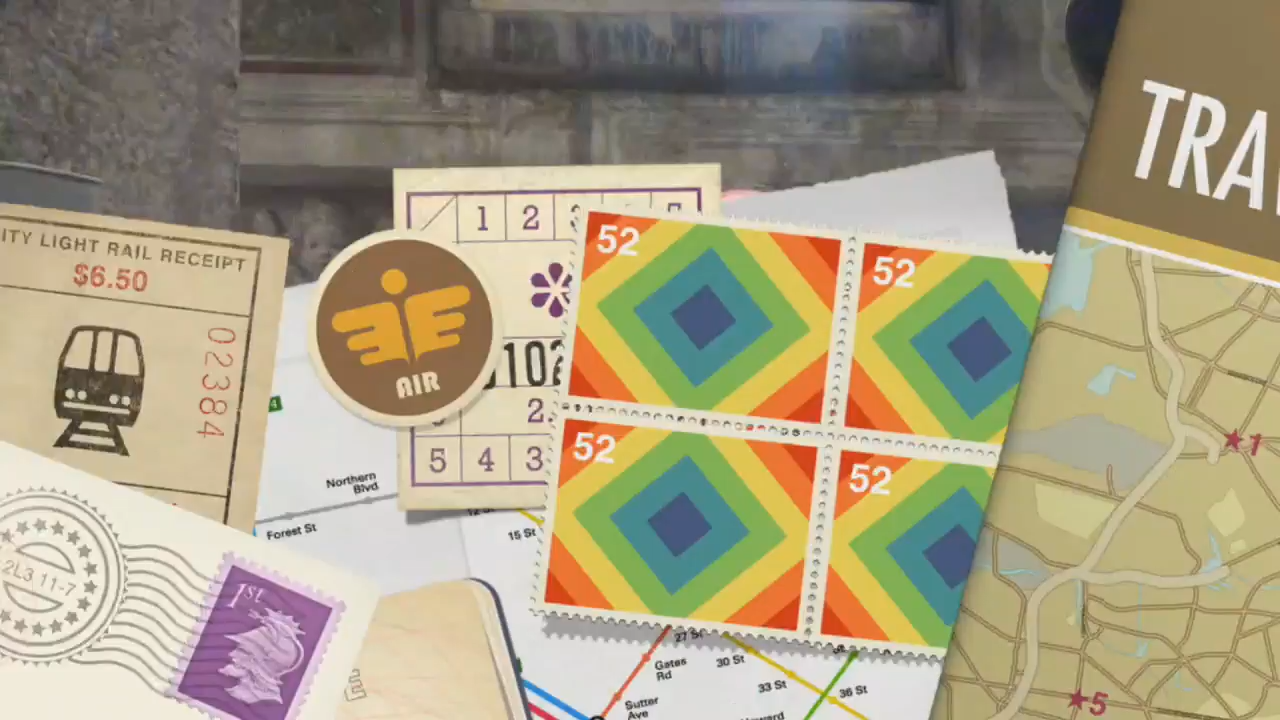 TRA
1 2
ITY LIGHT RAIL RECEIPT
$6.50
02384
52
52
AIR
102
2
5 4 3
52
52
1
Northern
Blvd
Forest St
15 St
2L3 11-7
1st
27 St
Gates
Rd
30 St
33 St
36 St
Sutter
Ave
5